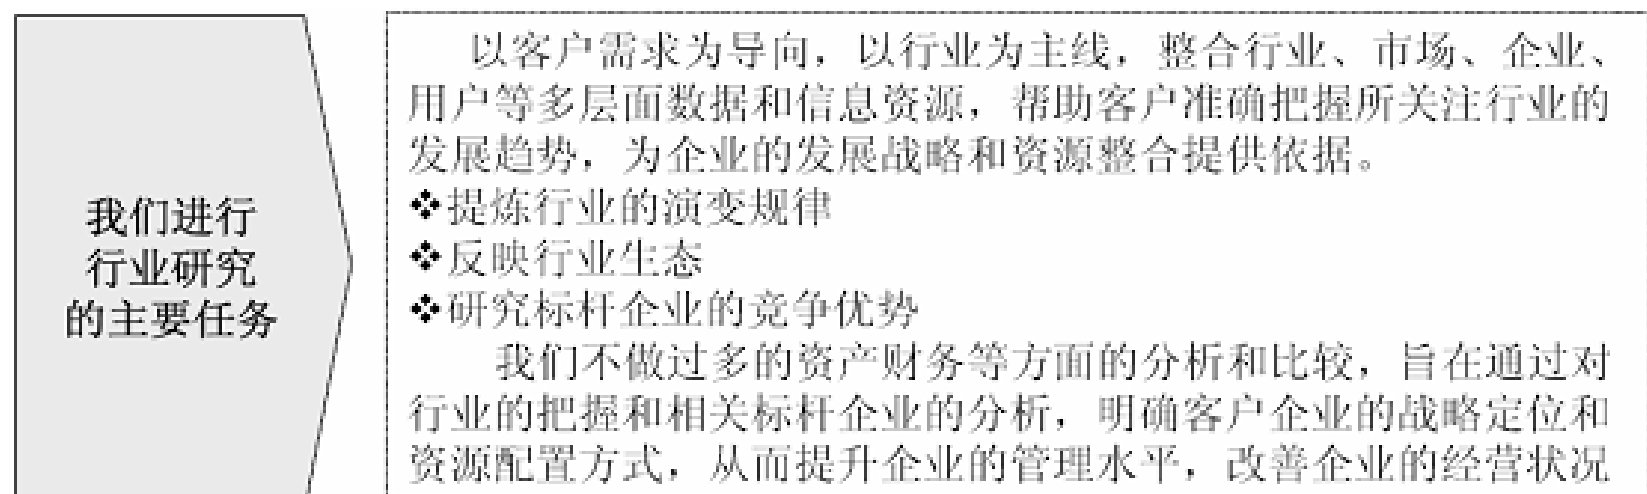 我们进行
行业研究
的主要任务
以客户需求为导向，以行业为主线，整合行业、市场、企业、
用户等多层面数据和信息资源，帮助客户准确把握所关注行业的
发展趋势，为企业的发展战略和资源整合提供依据。
❖提炼行业的演变规律
❖反映行业生态
❖研究标杆企业的竞争优势
我们不做过多的资产财务等方面的分析和比较，旨在通过对
行业的把握和相关标杆企业的分析，明确客户企业的战略定位和
资源配置方式，从而提升企业的管理水平，改善企业的经营状况